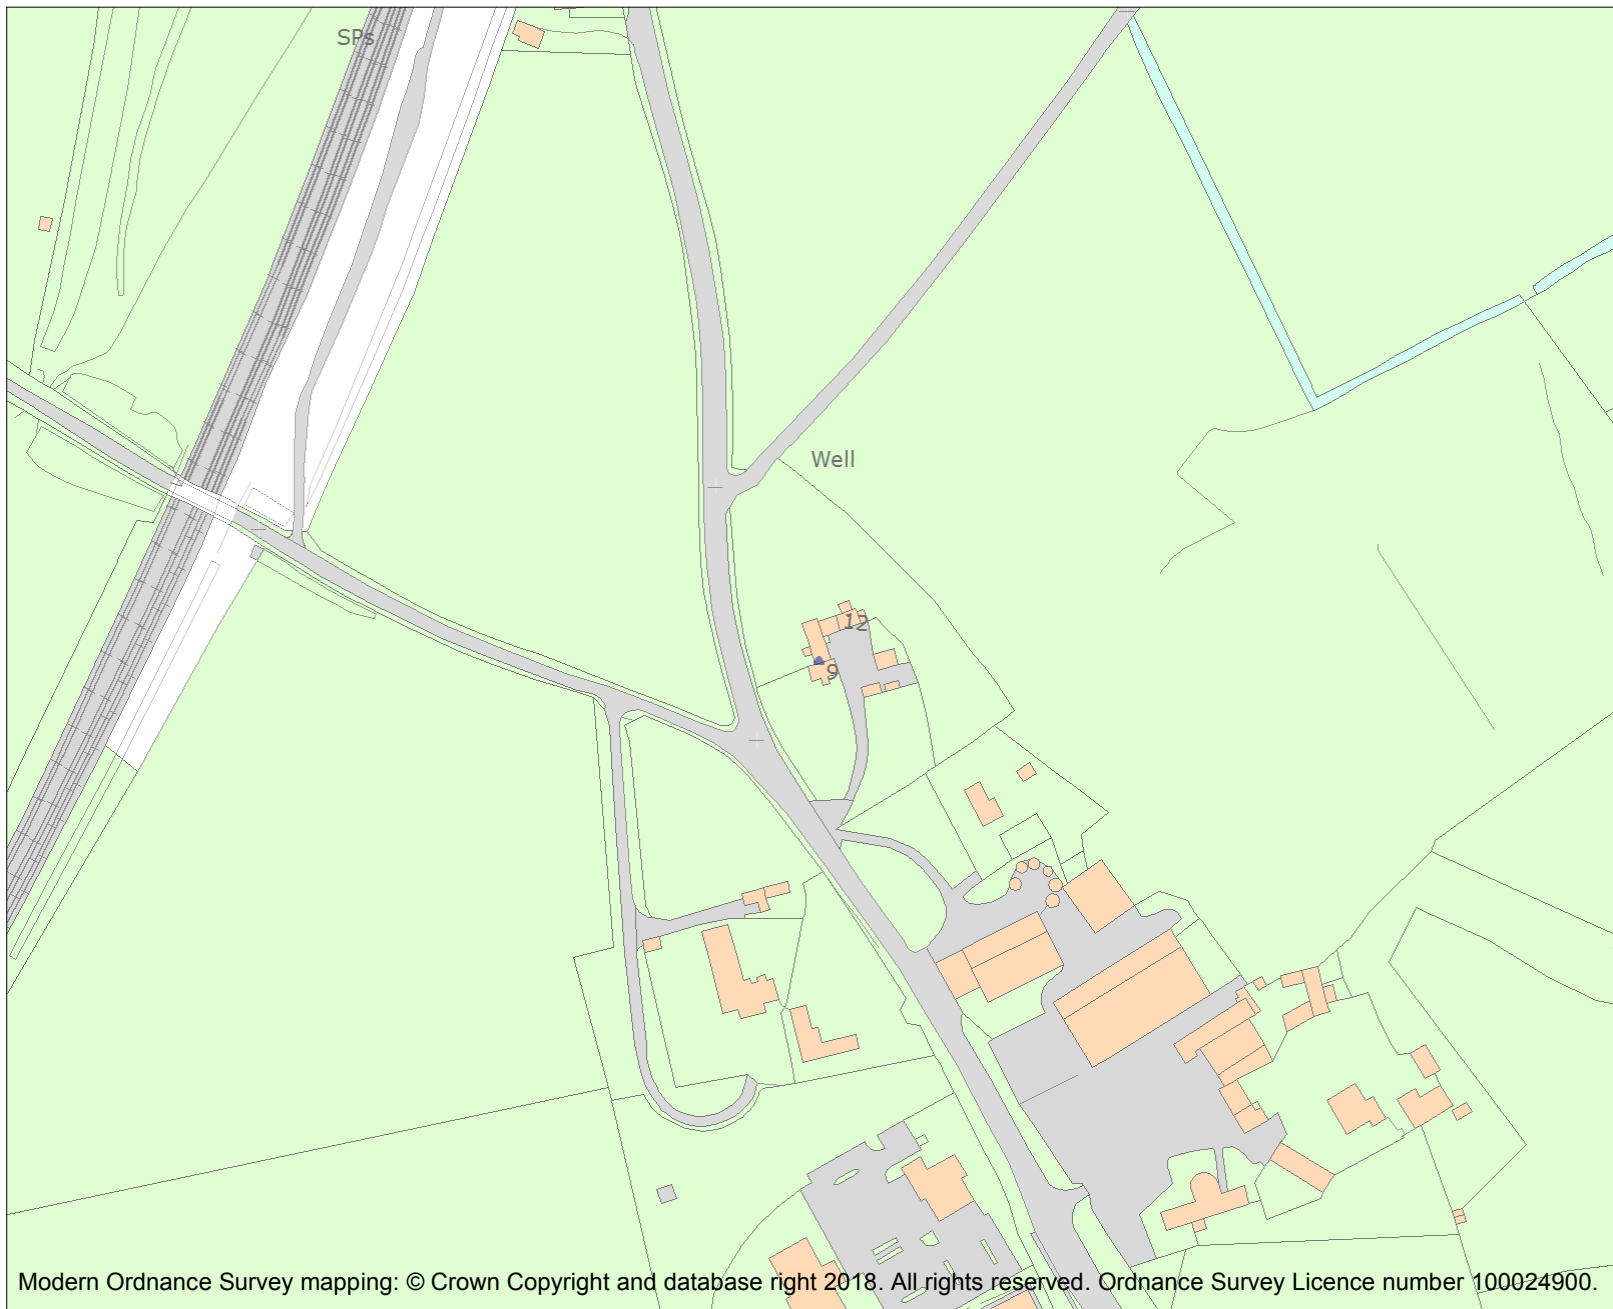 SPs
Well
12
9
Modern Ordnance Survey mapping: © Crown Copyright and database right 2018. All rights reserved. Ordnance Survey Licence number 100024900.